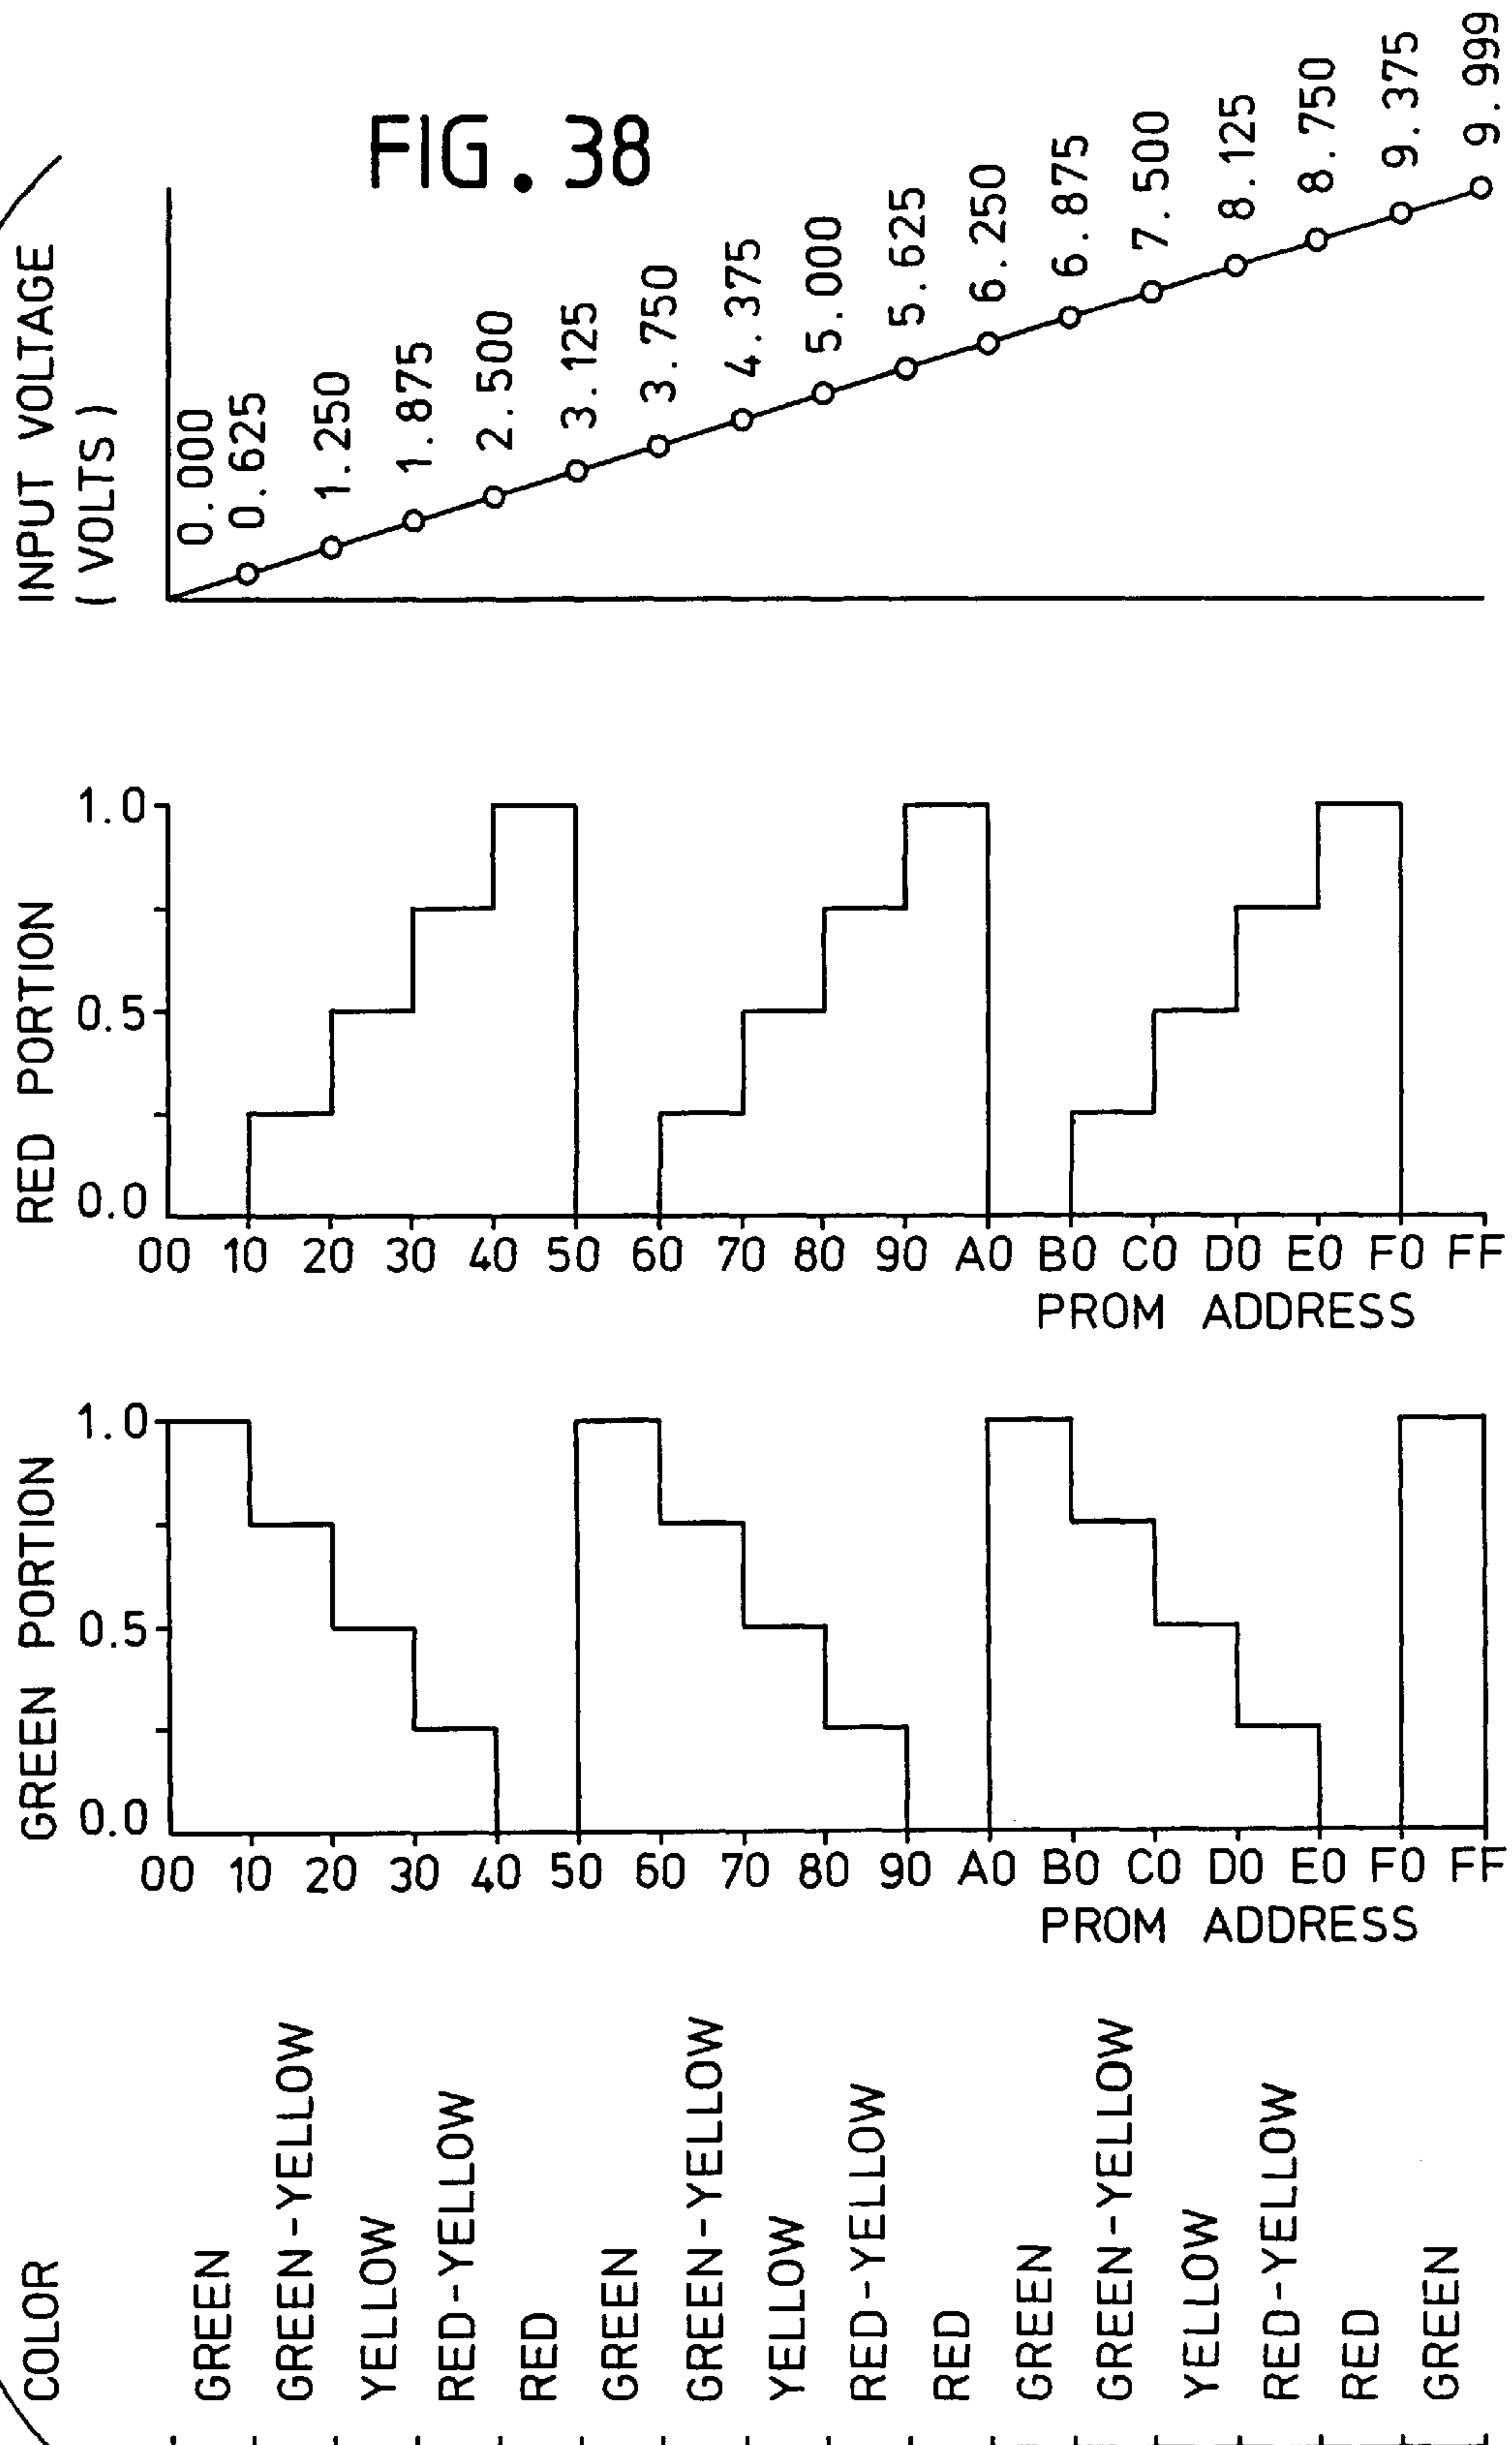 FIG. 38
INPUT VOLTAGE
( VOLTS )
0.000
0.625
1.250
1.875
2.500
3.125
3.750
4.375
5.000
5.625
6.250
6.875
7.500
8.125
8.750
9.375
9.999
RED PORTION
1.0
0.5
0.0
00 10 20 30 40 50 60 70 80 90 A0 B0 C0 D0 E0 F0 FF
PROM ADDRESS
GREEN PORTION
1.0
0.5
0.0
00 10 20 30 40 50 60 70 80 90 A0 B0 C0 D0 E0 F0 FF
PROM ADDRESS
COLOR
GREEN
GREEN-YELLOW
YELLOW
RED-YELLOW
RED
GREEN
GREEN-YELLOW
YELLOW
RED-YELLOW
RED
GREEN
GREEN-YELLOW
YELLOW
RED-YELLOW
RED
GREEN